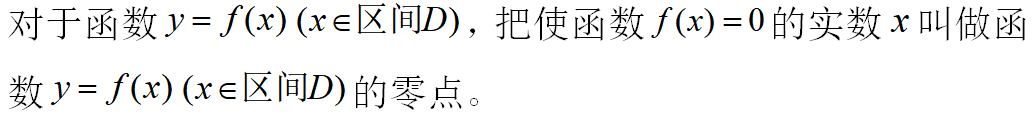 对于函数 y = f(x) (x∈区间D)，把使函数 f(x) = 0 的实数 x 叫做函
数 y = f(x) (x∈区间D) 的零点。